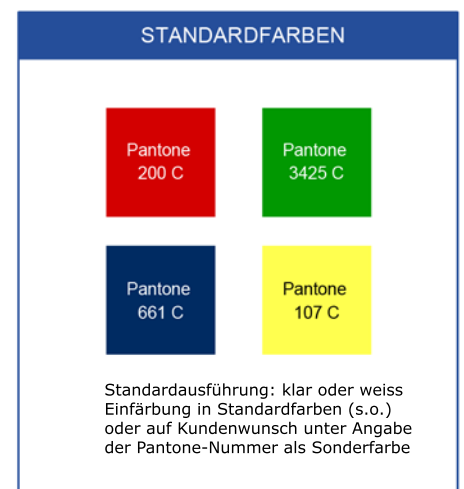 STANDARDFARBEN
Pantone
200 C
Pantone
3425 C
Pantone
661 C
Pantone
107 C
Standardausführung: klar oder weiss
Einfärbung in Standardfarben (s.o.)
oder auf Kundenwunsch unter Angabe
der Pantone-Nummer als Sonderfarbe